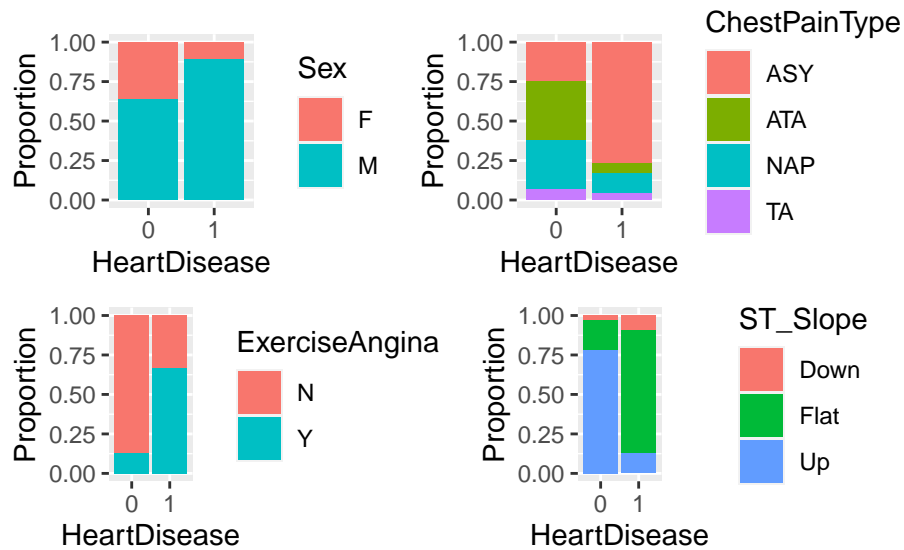 Proportion
1.00
0.75
0.50
0.25
0.00
0 1
HeartDisease
Sex
F
M
Proportion
1.00
0.75
0.50
0.25
0.00
0 1
HeartDisease
ChestPainType
ASY
ATA
NAP
TA
Proportion
1.00
0.75
0.50
0.25
0.00
0 1
HeartDisease
ExerciseAngina
N
Y
Proportion
1.00
0.75
0.50
0.25
0.00
0 1
HeartDisease
ST_Slope
Down
Flat
Up